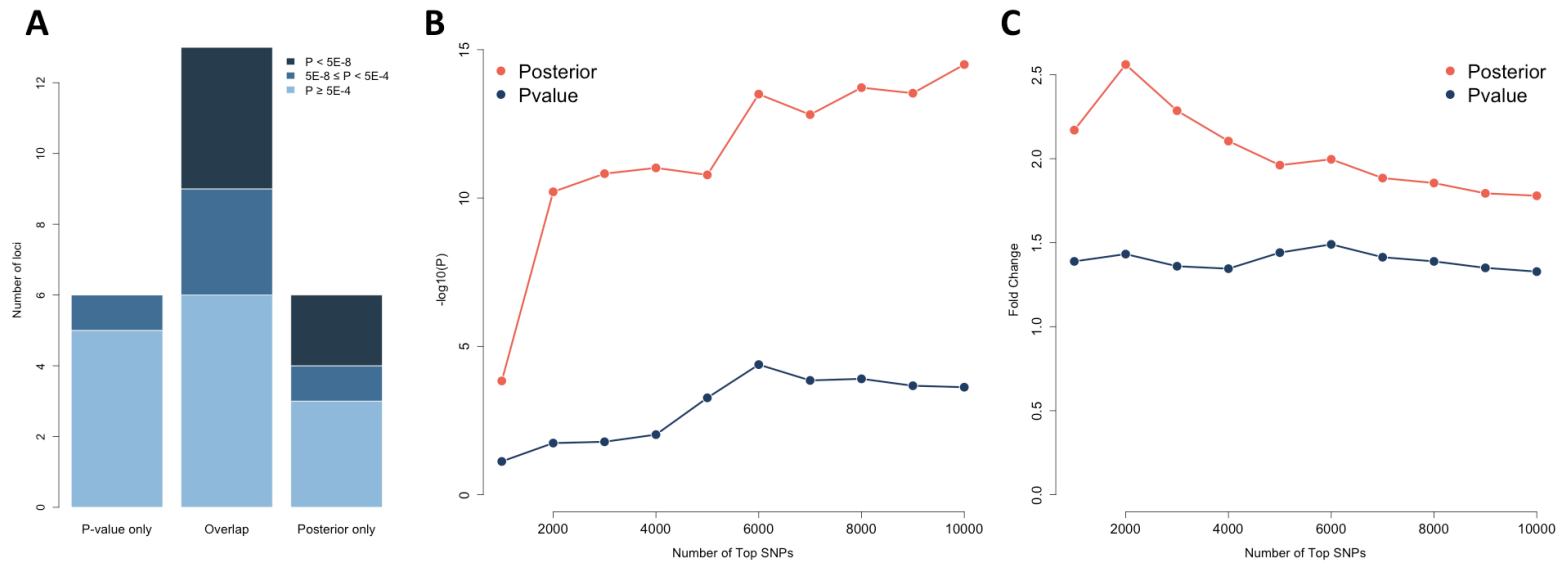 A
P < 5E-8
5E-8 ≤ P < 5E-4
P ≥ 5E-4
Number of loci
0
2
4
6
8
10
12
P-value only
Overlap
Posterior only
B
Posterior
Pvalue
-log10(P)
0
5
10
15
2000
4000
6000
8000
10000
Number of Top SNPs
C
Posterior
Pvalue
Fold Change
0.0
0.5
1.0
1.5
2.0
2.5
2000
4000
6000
8000
10000
Number of Top SNPs